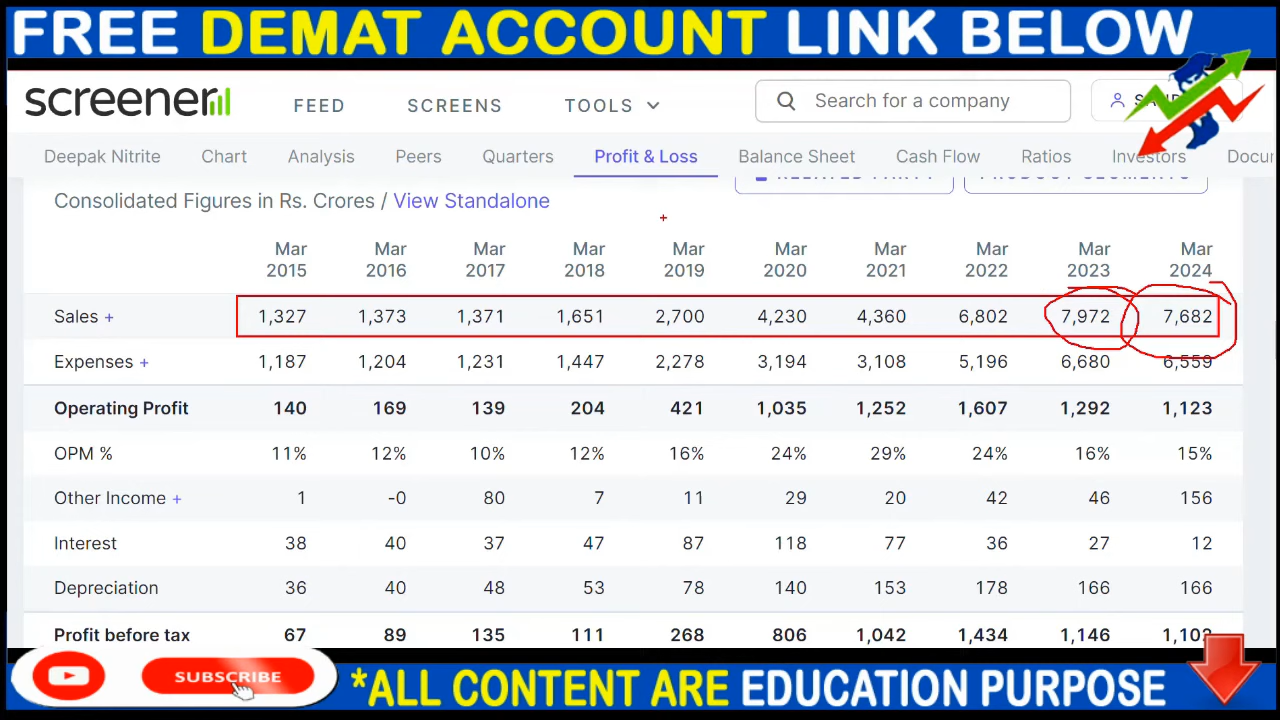 FREE DEMAT ACCOUNT LINK BELOW
screener FEED SCREENS TOOLS Search for a company
Deepak Nitrite Chart Analysis Peers Quarters Profit & Loss Balance Sheet Cash Flow Ratios Investors Docum
Consolidated Figures in Rs. Crores / View Standalone
Mar 2015 Mar 2016 Mar 2017 Mar 2018 Mar 2019 Mar 2020 Mar 2021 Mar 2022 Mar 2023 Mar 2024
Sales + 1,327 1,373 1,371 1,651 2,700 4,230 4,360 6,802 7,972 7,682
Expenses + 1,187 1,204 1,231 1,447 2,278 3,194 3,108 5,196 6,680 6,559
Operating Profit 140 169 139 204 421 1,035 1,252 1,607 1,292 1,123
OPM % 11% 12% 10% 12% 16% 24% 29% 24% 16% 15%
Other Income + 1 -0 80 7 11 29 20 42 46 156
Interest 38 40 37 47 87 118 77 36 27 12
Depreciation 36 40 48 53 78 140 153 178 166 166
Profit before tax 67 89 135 111 268 806 1,042 1,434 1,146 1,102
SUBSCRIBE *ALL CONTENT ARE EDUCATION PURPOSE